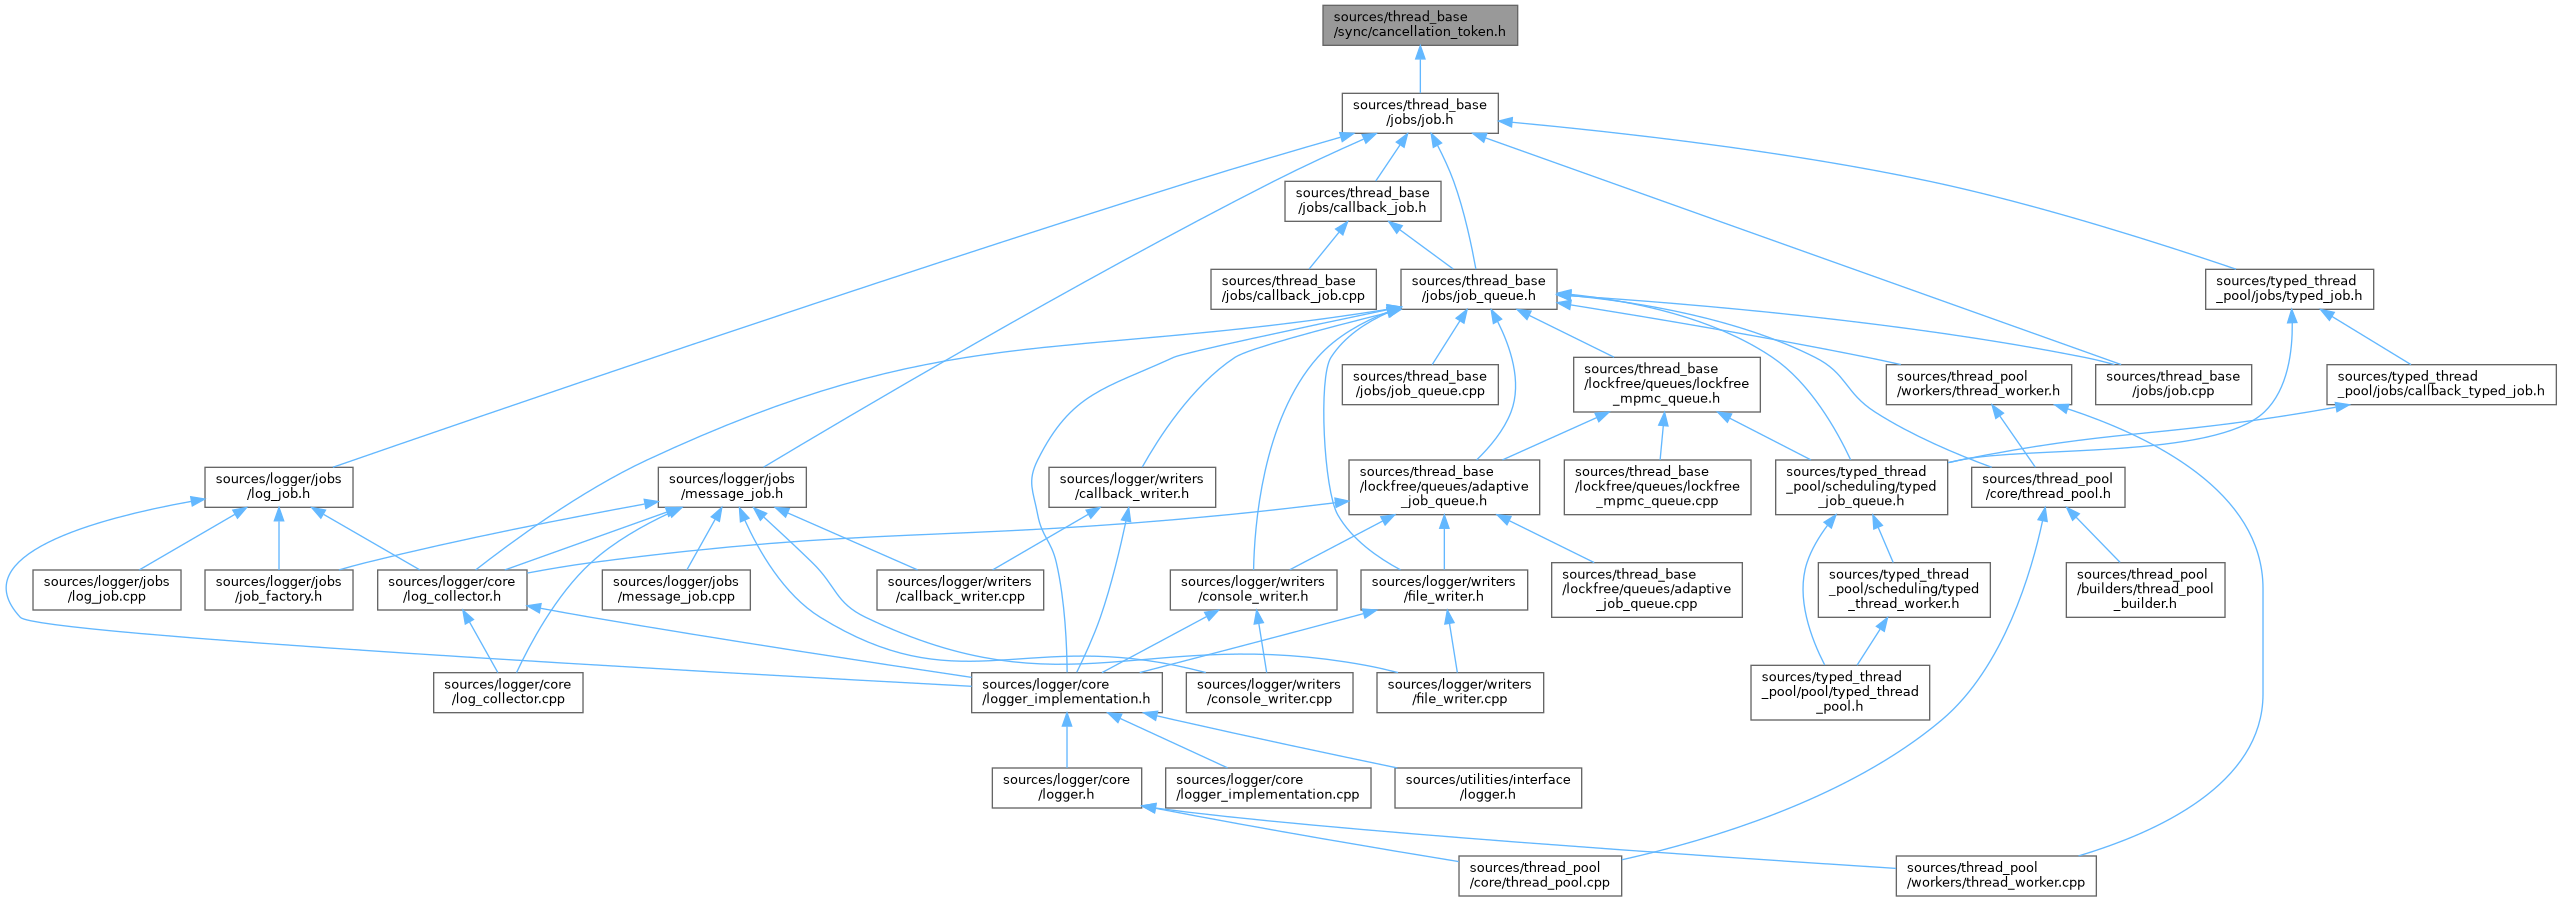 sources/thread_base
/sync/cancellation_token.h
sources/thread_base
/jobs/job.h
sources/thread_base
/jobs/callback_job.h
sources/thread_base
/jobs/callback_job.cpp
sources/thread_base
/jobs/job_queue.h
sources/typed_thread
_pool/jobs/typed_job.h
sources/thread_base
/jobs/job_queue.cpp
sources/thread_base
/lockfree/queues/lockfree
_mpmc_queue.h
sources/thread_pool
/workers/thread_worker.h
sources/thread_base
/jobs/job.cpp
sources/typed_thread
_pool/jobs/callback_typed_job.h
sources/logger/jobs
/log_job.h
sources/logger/jobs
/message_job.h
sources/logger/writers
/callback_writer.h
sources/thread_base
/lockfree/queues/adaptive
_job_queue.h
sources/thread_base
/lockfree/queues/lockfree
_mpmc_queue.cpp
sources/typed_thread
_pool/scheduling/typed
_job_queue.h
sources/thread_pool
/core/thread_pool.h
sources/logger/jobs
/log_job.cpp
sources/logger/jobs
/job_factory.h
sources/logger/core
/log_collector.h
sources/logger/jobs
/message_job.cpp
sources/logger/writers
/callback_writer.cpp
sources/logger/writers
/console_writer.h
sources/logger/writers
/file_writer.h
sources/thread_base
/lockfree/queues/adaptive
_job_queue.cpp
sources/typed_thread
_pool/scheduling/typed
_thread_worker.h
sources/thread_pool
/builders/thread_pool
_builder.h
sources/logger/core
/log_collector.cpp
sources/logger/core
/logger_implementation.h
sources/logger/writers
/console_writer.cpp
sources/logger/writers
/file_writer.cpp
sources/typed_thread
_pool/pool/typed_thread
_pool.h
sources/logger/core
/logger.h
sources/logger/core
/logger_implementation.cpp
sources/utilities/interface
/logger.h
sources/thread_pool
/core/thread_pool.cpp
sources/thread_pool
/workers/thread_worker.cpp